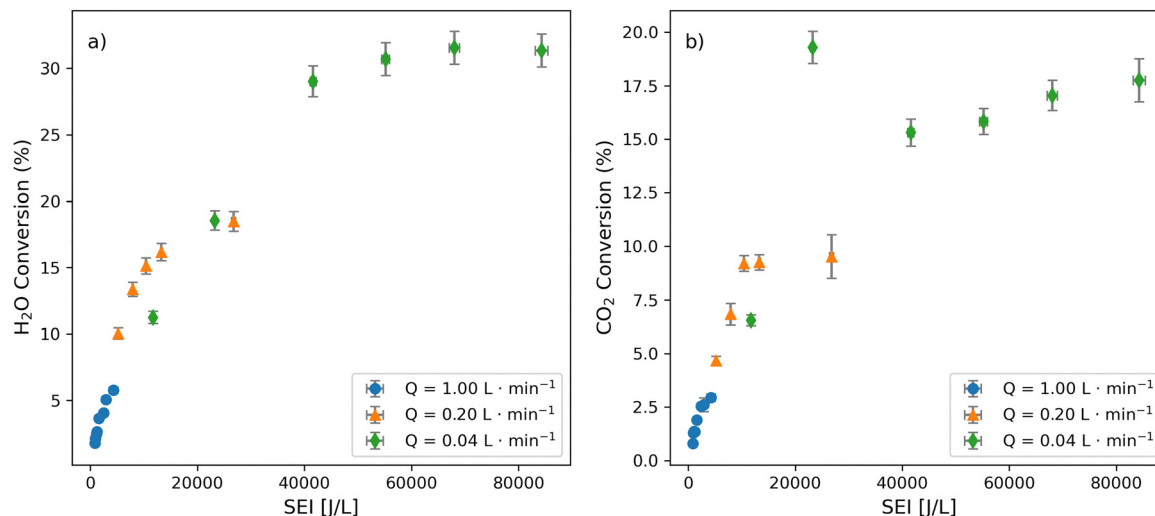 a)
30
25
20
15
10
5
H₂O Conversion (%)
Q = 1.00 L · min⁻¹
Q = 0.20 L · min⁻¹
Q = 0.04 L · min⁻¹
0 20000 40000 60000 80000
SEI [J/L]
b)
20.0
17.5
15.0
12.5
10.0
7.5
5.0
2.5
0.0
CO₂ Conversion (%)
Q = 1.00 L · min⁻¹
Q = 0.20 L · min⁻¹
Q = 0.04 L · min⁻¹
0 20000 40000 60000 80000
SEI [J/L]